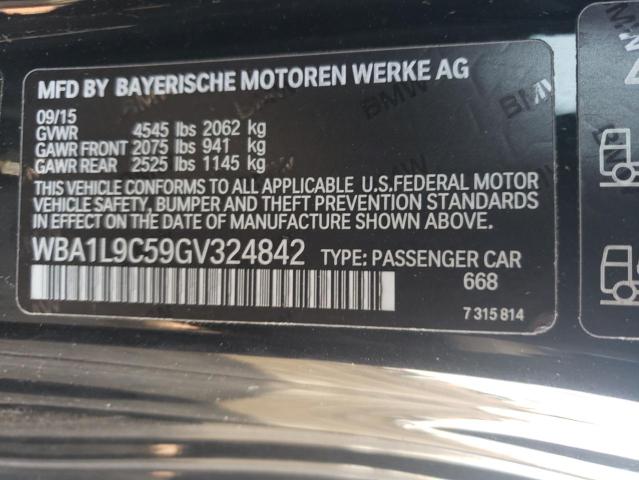 MFD BY BAYERISCHE MOTOREN WERKE AG
09/15
GVWR 4545 lbs 2062 kg
GAWR FRONT 2075 lbs 941 kg
GAWR REAR 2525 lbs 1145 kg
THIS VEHICLE CONFORMS TO ALL APPLICABLE U.S.FEDERAL MOTOR
VEHICLE SAFETY, BUMPER AND THEFT PREVENTION STANDARDS
IN EFFECT ON THE DATE OF MANUFACTURE SHOWN ABOVE.
WBA1L9C59GV324842 TYPE: PASSENGER CAR
668
7 315 814